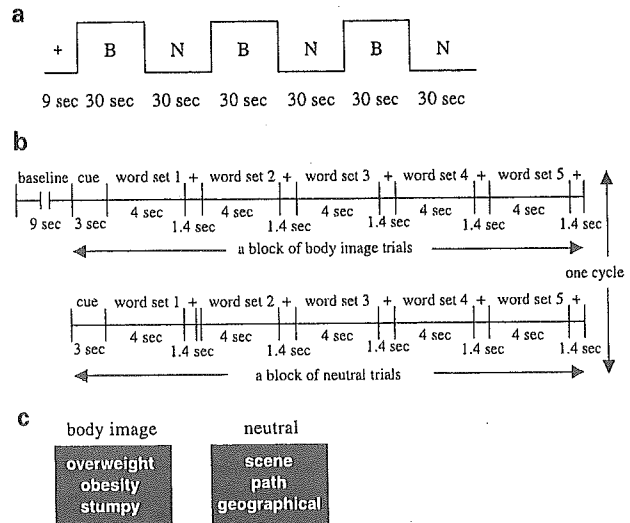 a
+ B N B N B N
9 sec 30 sec 30 sec 30 sec 30 sec 30 sec 30 sec
b
baseline cue word set 1 + word set 2 + word set 3 + word set 4 + word set 5 +
9 sec 3 sec 4 sec 1.4 sec 4 sec 1.4 sec 4 sec 1.4 sec 4 sec 1.4 sec 4 sec 1.4 sec
a block of body image trials
one cycle
cue word set 1 + word set 2 + word set 3 + word set 4 + word set 5 +
3 sec 4 sec 1.4 sec 4 sec 1.4 sec 4 sec 1.4 sec 4 sec 1.4 sec 4 sec 1.4 sec
a block of neutral trials
c
body image neutral
overweight scene
obesity path
stumpy geographical